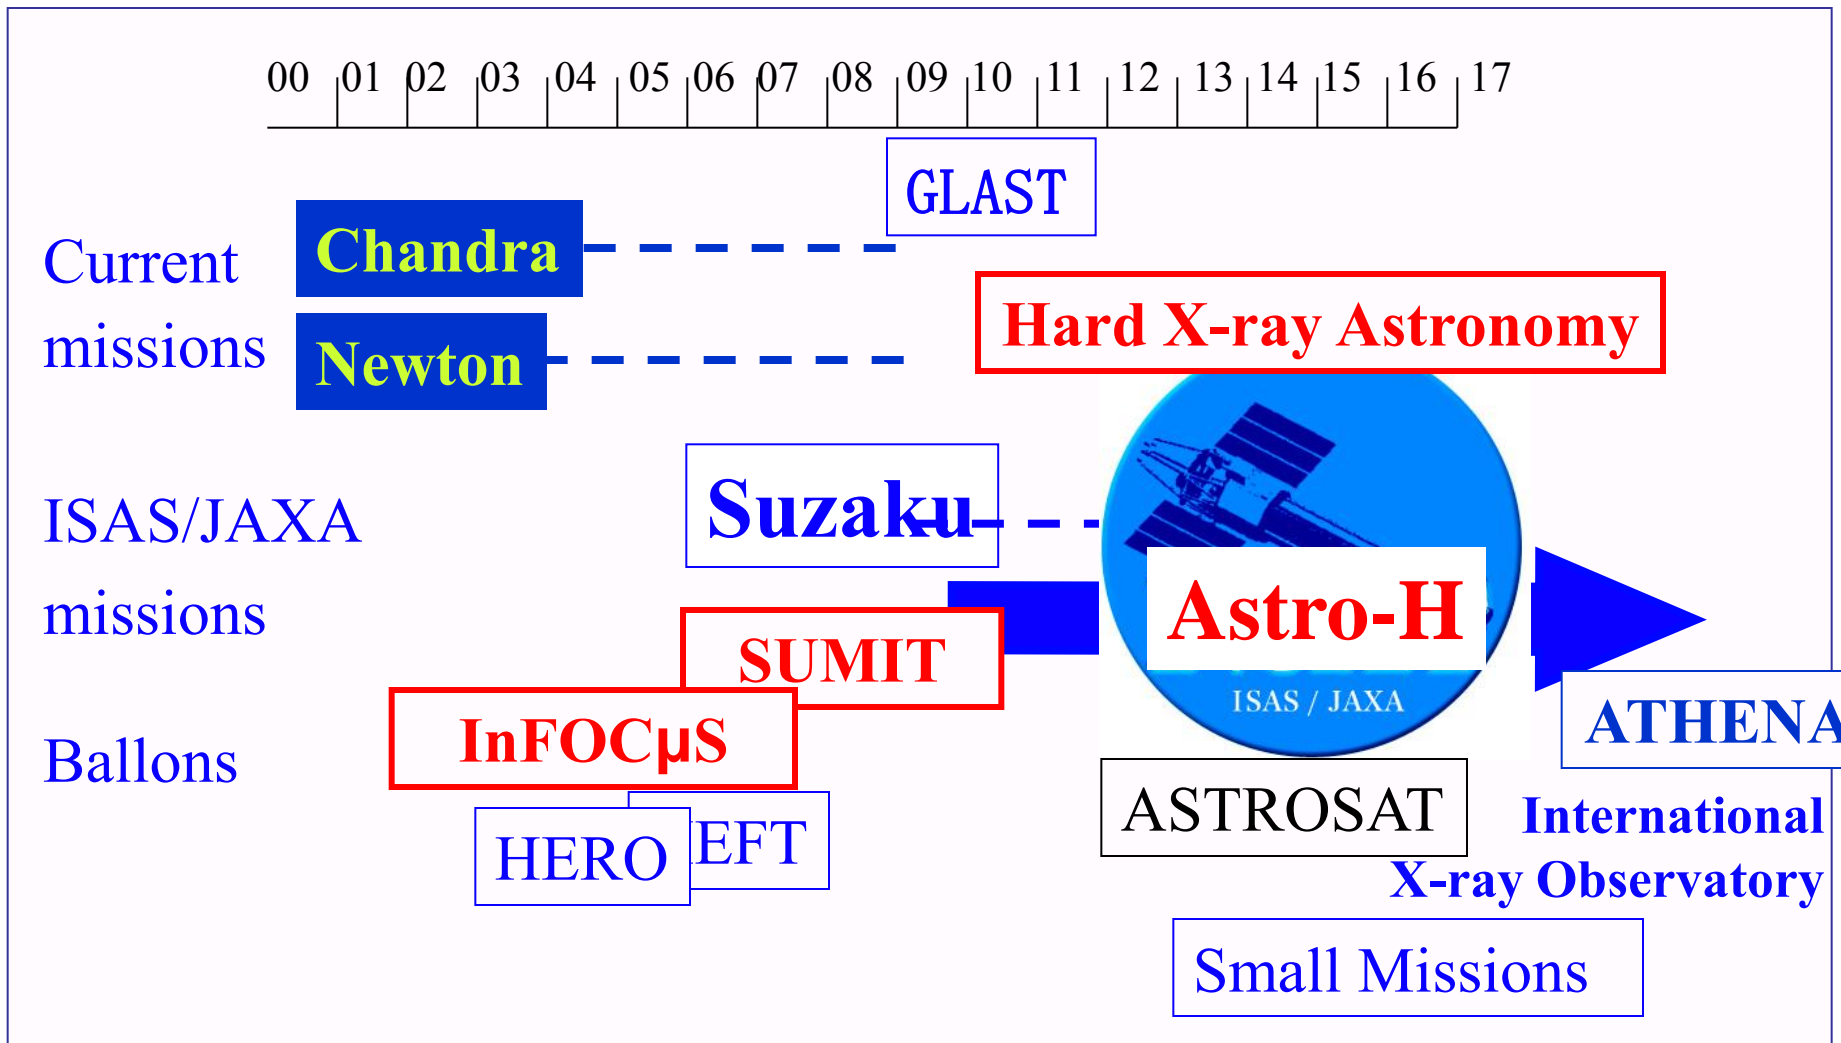 00 01 02 03 04 05 06 07 08 09 10 11 12 13 14 15 16 17
GLAST
Current
missions
Chandra
Newton
Hard X-ray Astronomy
ISAS/JAXA
missions
Suzaku
Astro-H
ISAS / JAXA
SUMIT
InFOCµS
Ballons
HERO
EFT
ATHENA
ASTROSAT
International
X-ray Observatory
Small Missions